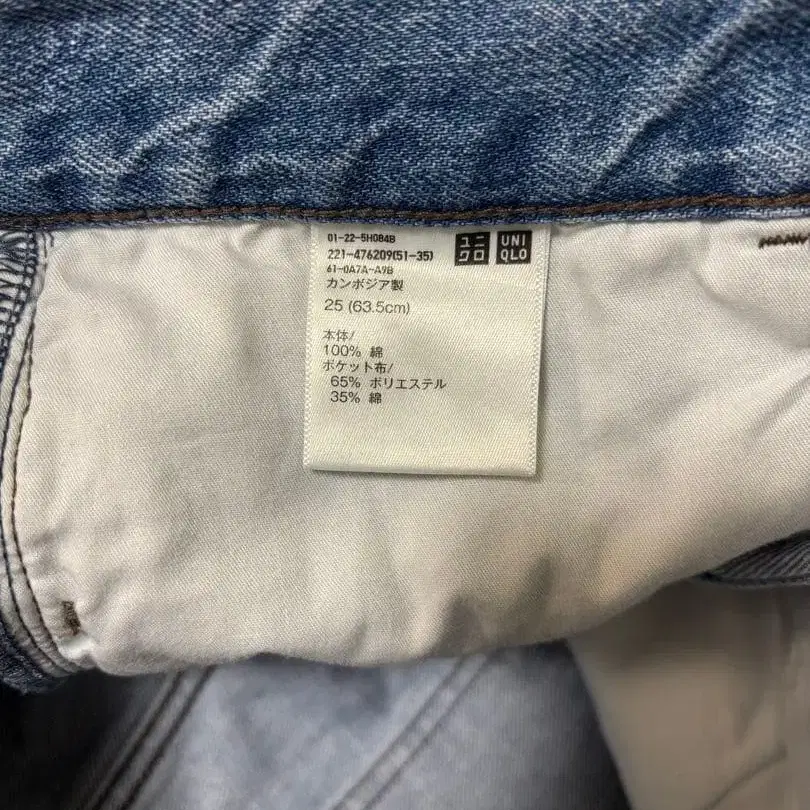 01-22-5H084B
221-476209(51-35)
61-0A7A-A9B
カンボジア製
25 (63.5cm)
本体/
100% 綿
ポケット布/
65% ポリエステル
35% 綿
ユニ
クロ
UNI
QLO